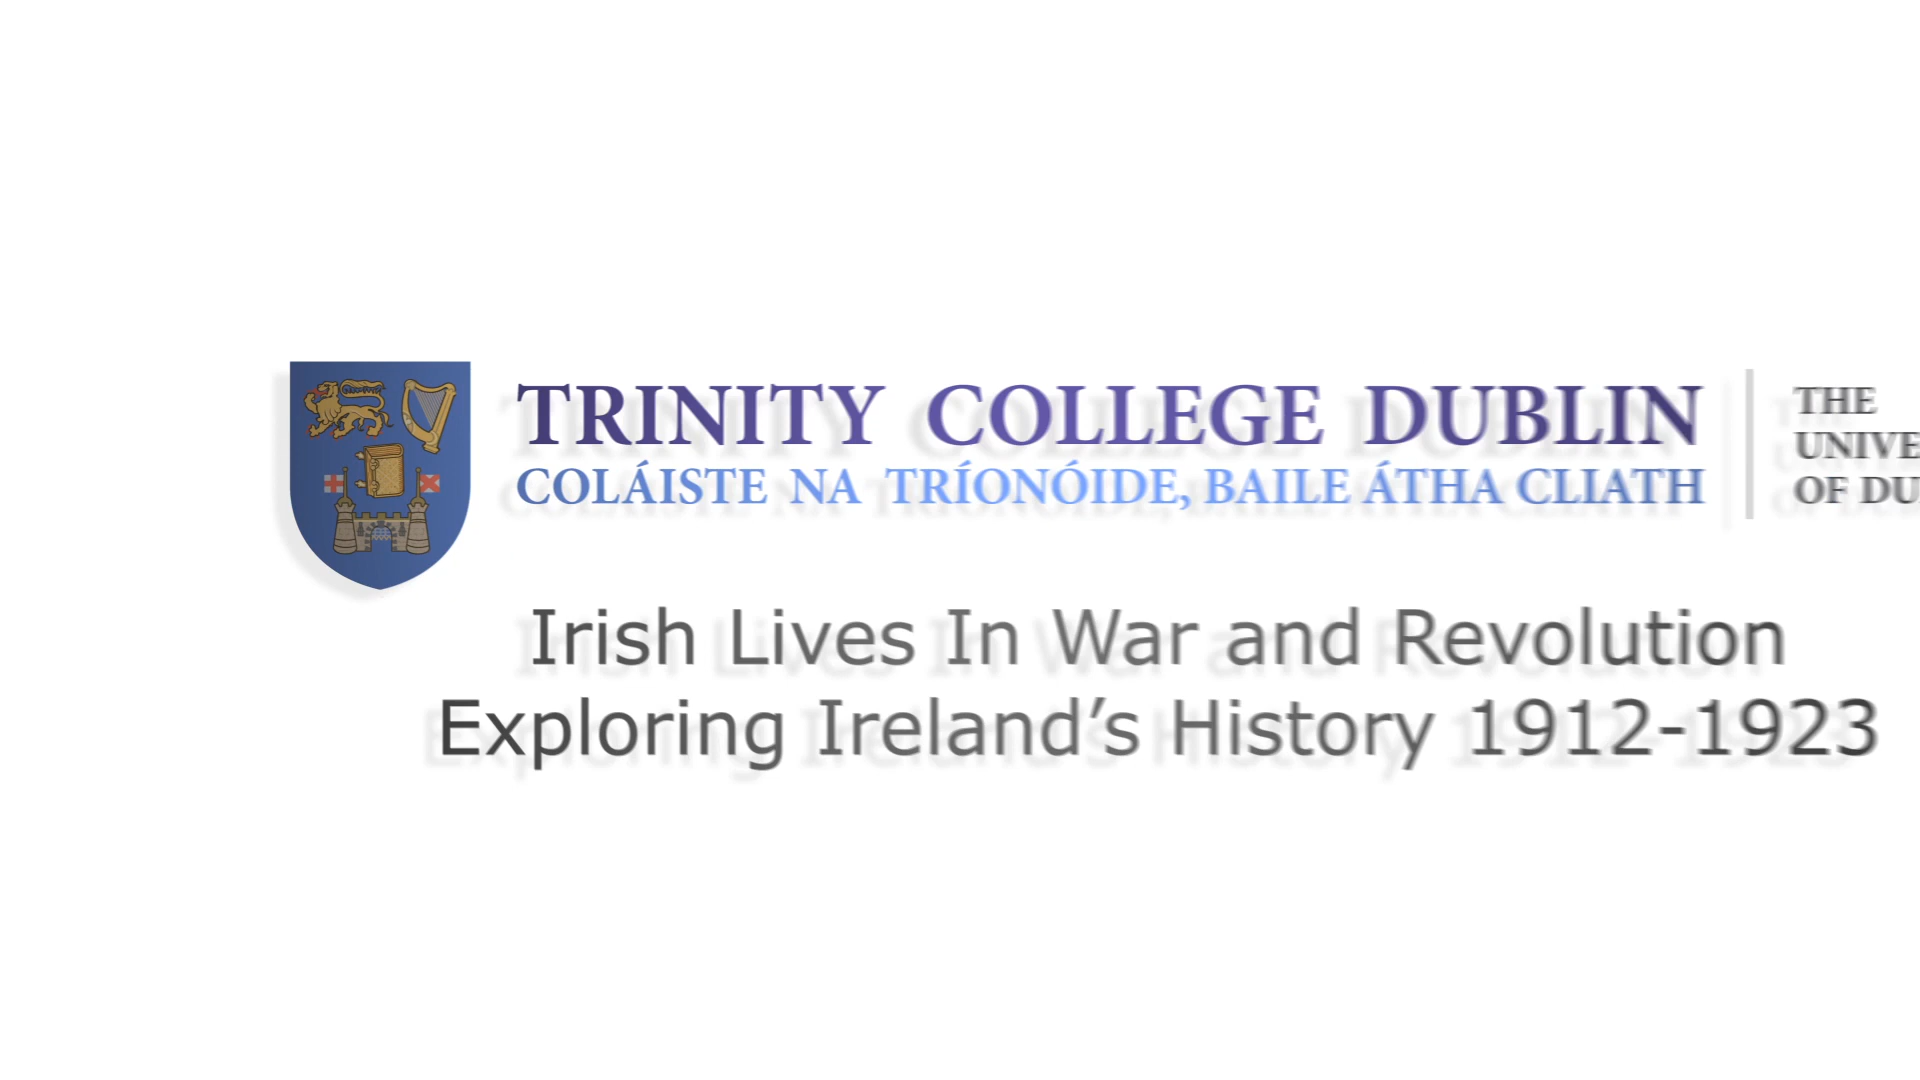 TRINITY COLLEGE DUBLIN
COLÁISTE NA TRÍONÓIDE, BAILE ÁTHA CLIATH
THE
OF
Irish Lives In War and Revolution
Exploring Ireland’s History 1912-1923